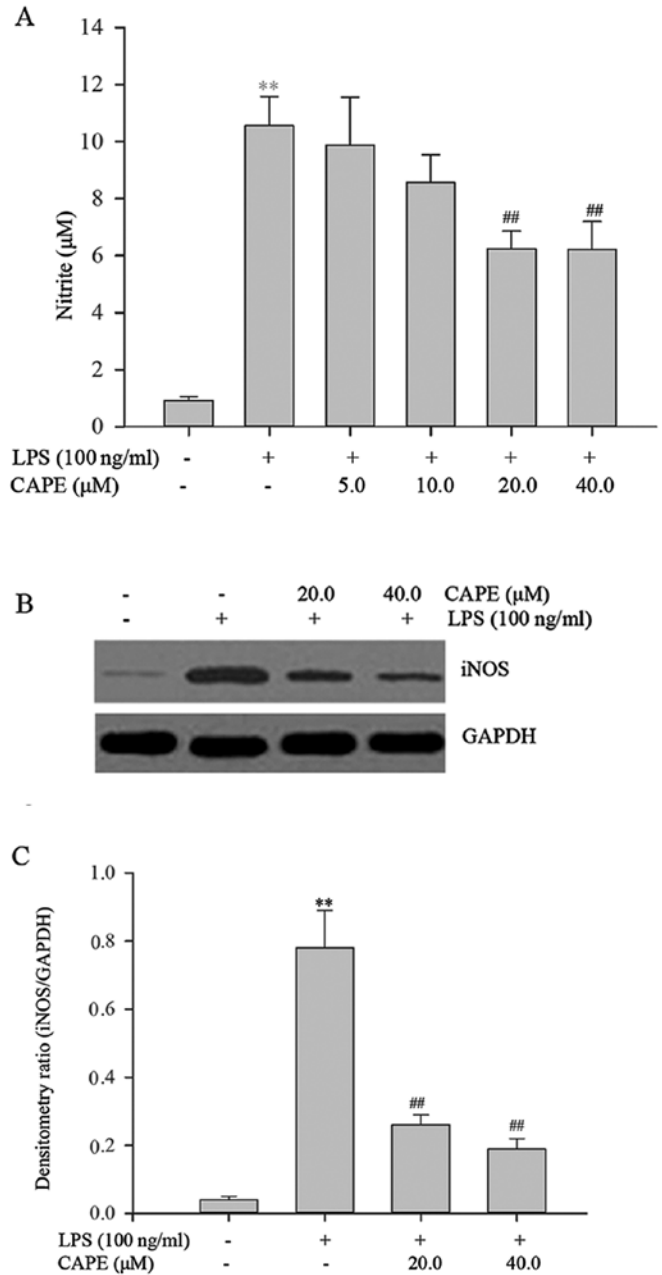 A
14
12
10
8
6
4
2
0
Nitrite (μM)
**
##
##
LPS (100 ng/ml) - + + + + +
CAPE (μM) - - 5.0 10.0 20.0 40.0
B
- - 20.0 40.0 CAPE (μM)
- + + + LPS (100 ng/ml)
iNOS
GAPDH
C
1.0
0.8
0.6
0.4
0.2
0.0
Densitometry ratio (iNOS/GAPDH)
**
##
##
LPS (100 ng/ml) - + + +
CAPE (μM) - - 20.0 40.0